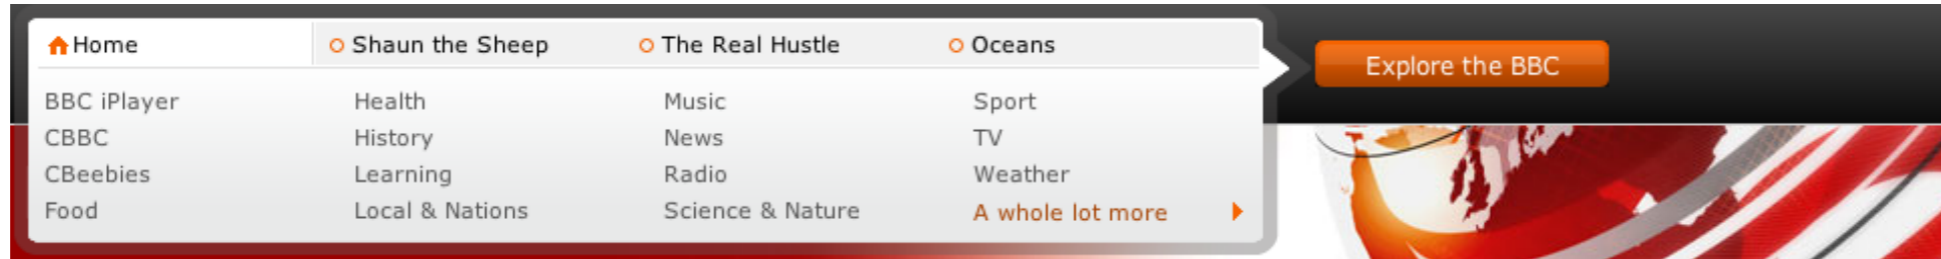 Home Shaun the Sheep The Real Hustle Oceans Explore the BBC
BBC iPlayer Health Music Sport
CBBC History News TV
CBeebies Learning Radio Weather
Food Local & Nations Science & Nature A whole lot more